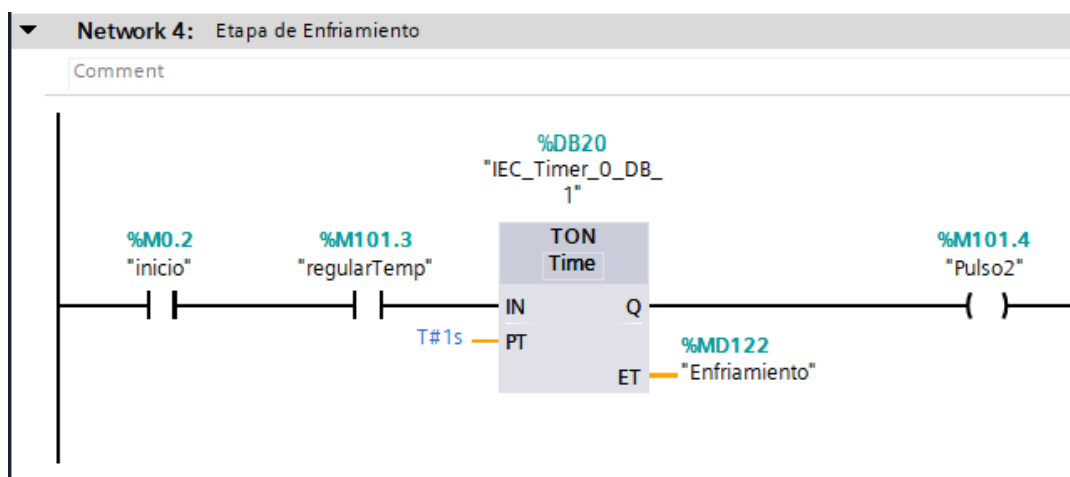 Network 4: Etapa de Enfriamiento
Comment
%DB20
"IEC_Timer_0_DB_
1"
%M0.2
"inicio"
%M101.3
"regularTemp"
TON
Time
%M101.4
"Pulso2"
IN
Q
T#1s
PT
%MD122
ET
"Enfriamiento"